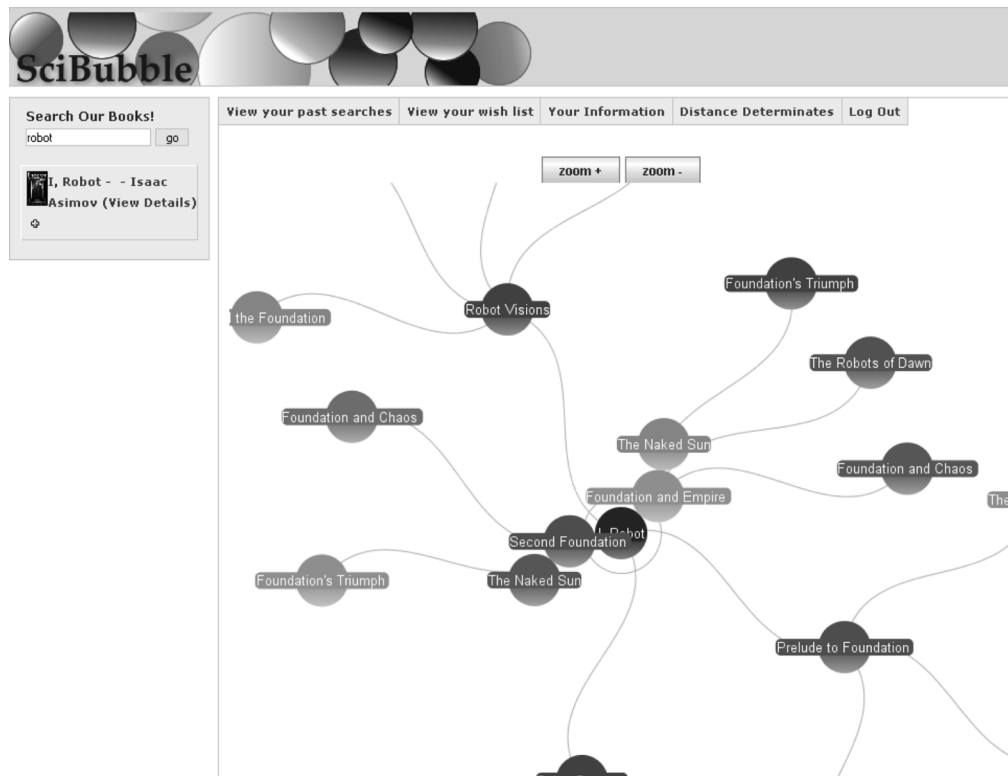 SciBubble
Search Our Books!
robot
go
I, Robot - - Isaac
Asimov (View Details)
View your past searches
View your wish list
Your Information
Distance Determinates
Log Out
zoom +
zoom -
Foundation's Triumph
Robot Visions
the Foundation
The Robots of Dawn
Foundation and Chaos
The Naked Sun
Foundation and Chaos
Foundation and Empire
The
I, Robot
Second Foundation
Foundation's Triumph
The Naked Sun
Prelude to Foundation